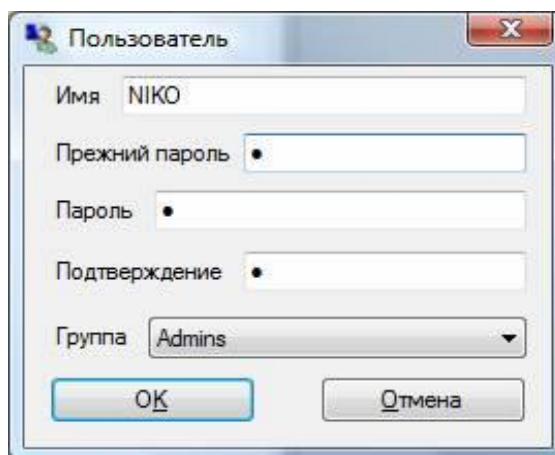 Пользователь
Имя NIKO
Прежний пароль •
Пароль •
Подтверждение •
Группа Admins
OK Отмена